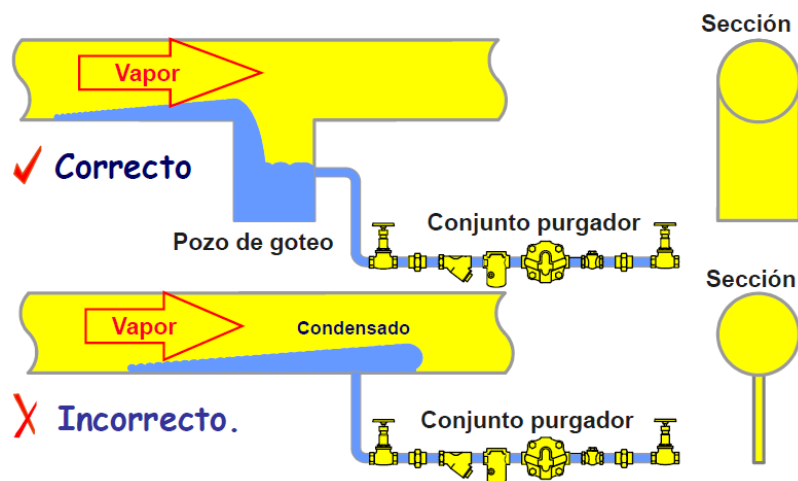 Sección
Vapor
Correcto
Pozo de goteo
Conjunto purgador
Sección
Vapor
Condensado
Incorrecto.
Conjunto purgador